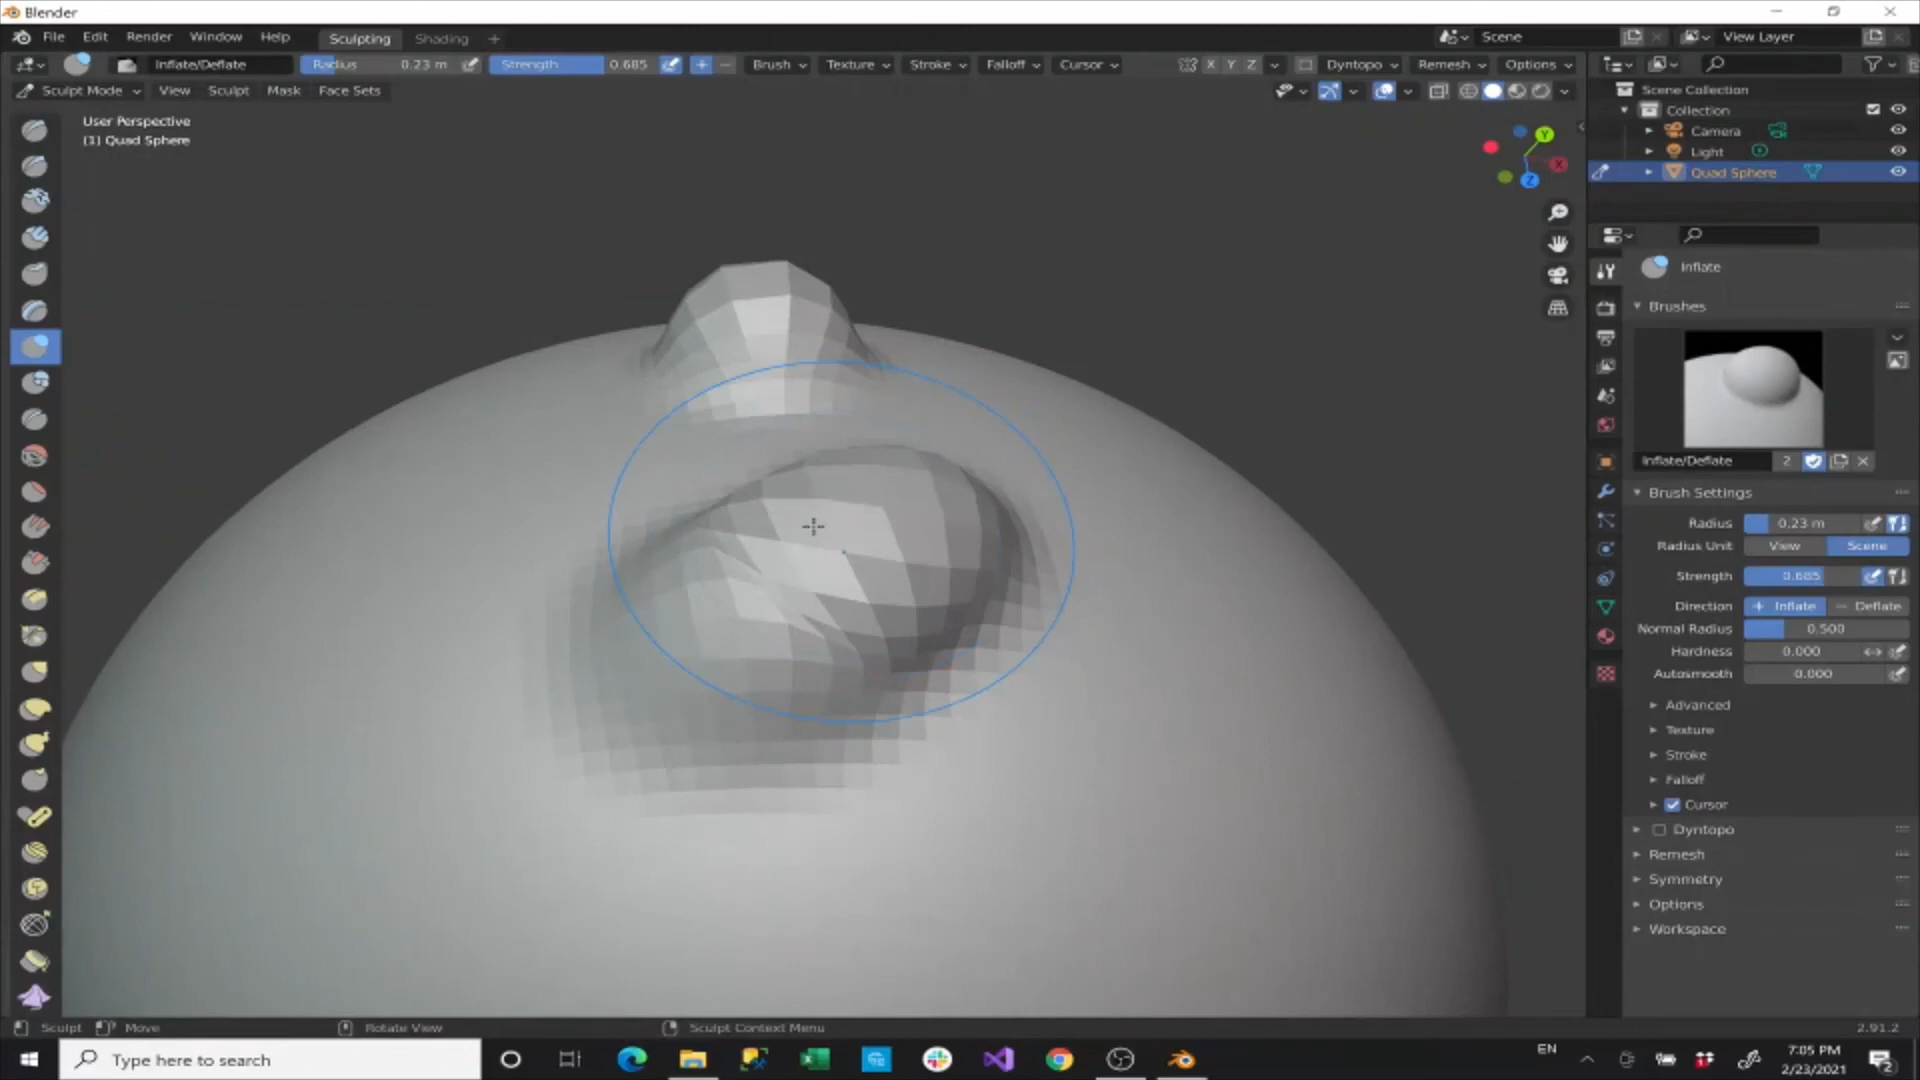 Blender
File Edit Render Window Help Sculpting Shading + Scene View Layer
Inflate/Deflate Radius 0.23 m Strength 0.685 + − Brush Texture Stroke Falloff Cursor X Y Z Dyntopo Remesh Options
Sculpt Mode View Sculpt Mask Face Sets
User Perspective
(1) Quad Sphere
Y
X
Z
Scene Collection
Collection
Camera
Light
Quad Sphere
Inflate
Brushes
Inflate/Deflate 2
Brush Settings
Radius 0.23 m
Radius Unit View Scene
Strength 0.685
Direction + Inflate − Deflate
Normal Radius 0.500
Hardness 0.000
Autosmooth 0.000
Advanced
Texture
Stroke
Falloff
Cursor
Dyntopo
Remesh
Symmetry
Options
Workspace
Sculpt Move Rotate View Sculpt Context Menu 2.91.2
Type here to search
EN
7:05 PM
2/23/2021
2